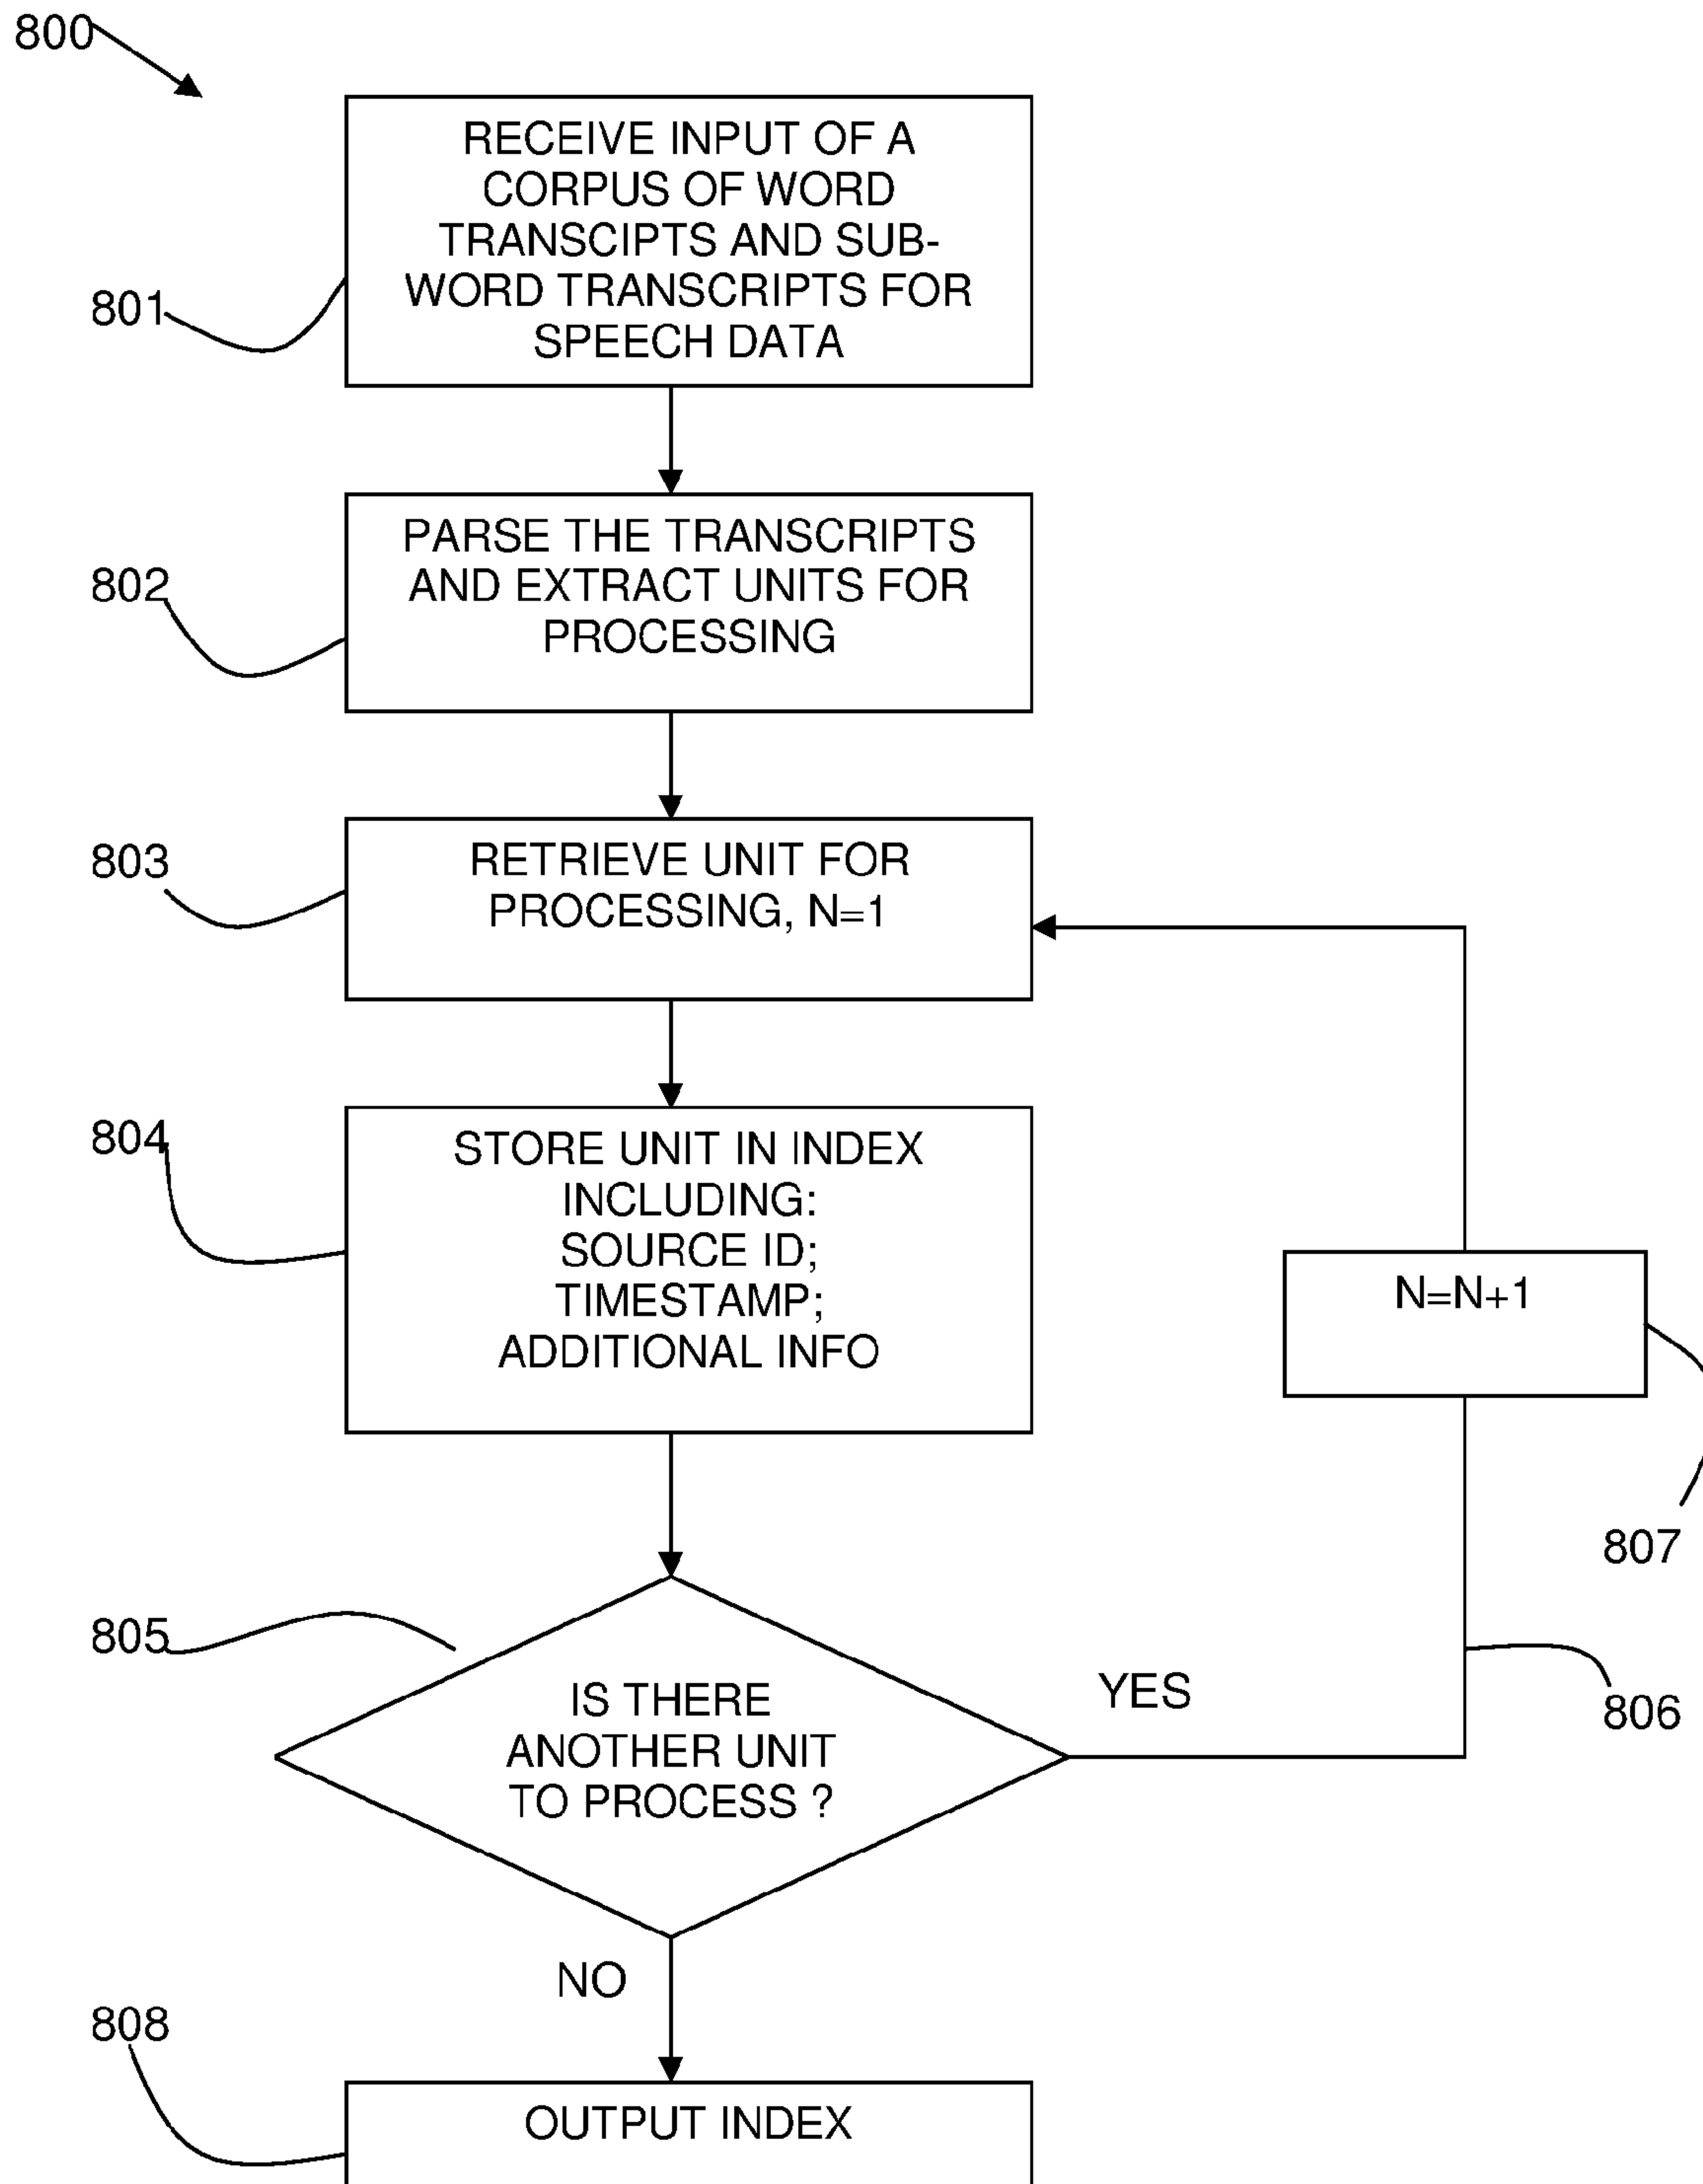 800
RECEIVE INPUT OF A
CORPUS OF WORD
TRANSCIPTS AND SUB-
WORD TRANSCRIPTS FOR
SPEECH DATA
801
PARSE THE TRANSCRIPTS
AND EXTRACT UNITS FOR
PROCESSING
802
RETRIEVE UNIT FOR
PROCESSING, N=1
803
STORE UNIT IN INDEX
INCLUDING:
SOURCE ID;
TIMESTAMP;
ADDITIONAL INFO
804
N=N+1
807
805
IS THERE
ANOTHER UNIT
TO PROCESS ?
YES
806
NO
808
OUTPUT INDEX